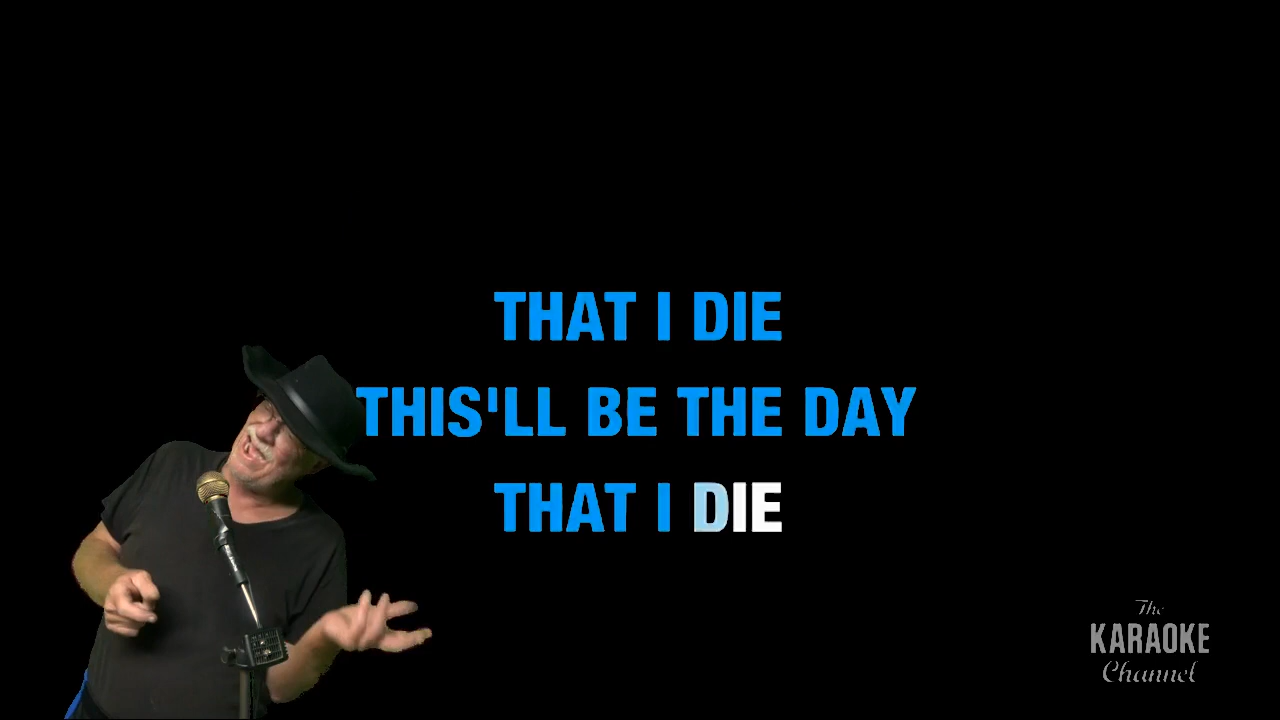 THAT I DIE
THIS'LL BE THE DAY
THAT I DIE
The
KARAOKE
Channel